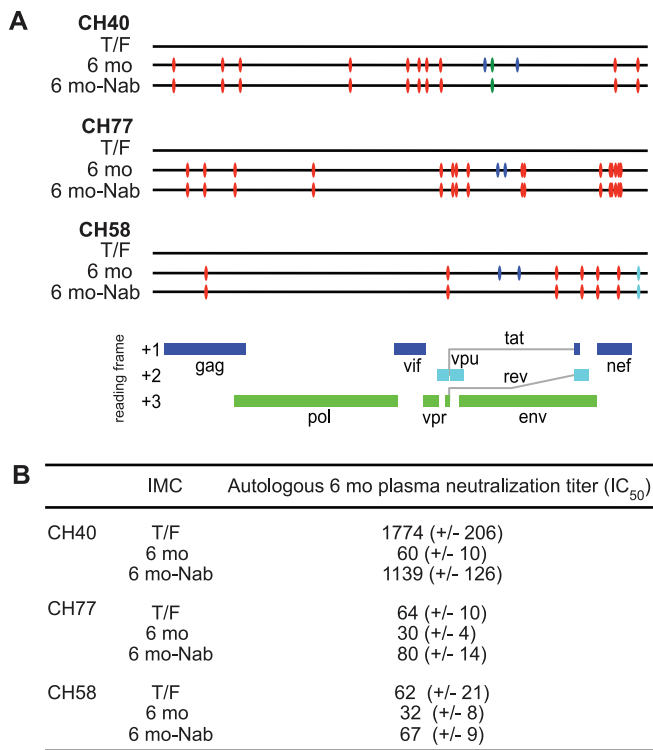 A
CH40
T/F
6 mo
6 mo-Nab
CH77
T/F
6 mo
6 mo-Nab
CH58
T/F
6 mo
6 mo-Nab
reading frame
+1
+2
+3
gag
vif
vpu
tat
rev
nef
pol
vpr
env
B
IMC Autologous 6 mo plasma neutralization titer (IC50)
CH40 T/F 1774 (+/- 206)
6 mo 60 (+/- 10)
6 mo-Nab 1139 (+/- 126)
CH77 T/F 64 (+/- 10)
6 mo 30 (+/- 4)
6 mo-Nab 80 (+/- 14)
CH58 T/F 62 (+/- 21)
6 mo 32 (+/- 8)
6 mo-Nab 67 (+/- 9)